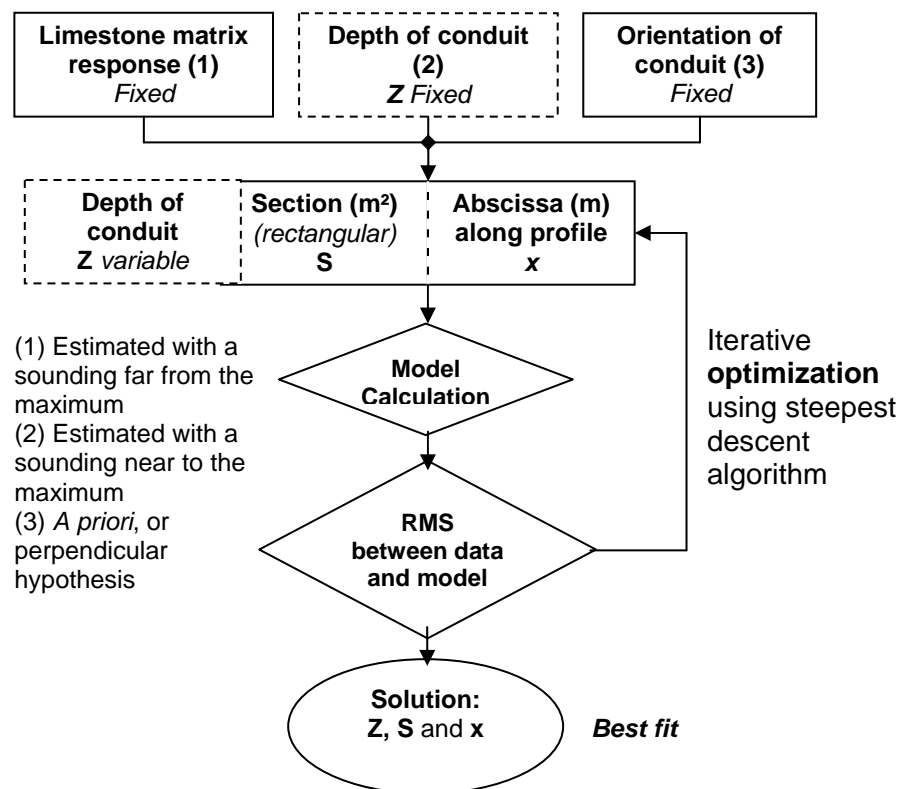 Limestone matrix
response (1)
Fixed
Depth of conduit
(2)
Z Fixed
Orientation of
conduit (3)
Fixed
Depth of
conduit
Z variable
Section (m²)
(rectangular)
S
Abscissa (m)
along profile
x
(1) Estimated with a
sounding far from the
maximum
(2) Estimated with a
sounding near to the
maximum
(3) A priori, or
perpendicular
hypothesis
Model
Calculation
Iterative
optimization
using steepest
descent
algorithm
RMS
between data
and model
Solution:
Z, S and x
Best fit